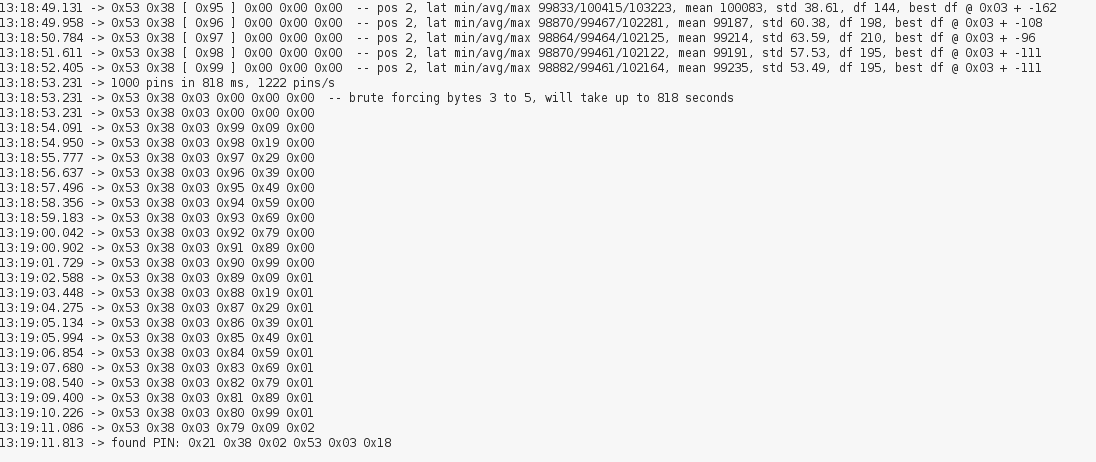 13:18:49.131 -> 0x53 0x38 [ 0x95 ] 0x00 0x00 0x00  -- pos 2, lat min/avg/max 99833/100415/103223, mean 100083, std 38.61, df 144, best df @ 0x03 + -162
13:18:49.958 -> 0x53 0x38 [ 0x96 ] 0x00 0x00 0x00  -- pos 2, lat min/avg/max 98870/99467/102281, mean 99187, std 60.38, df 198, best df @ 0x03 + -108
13:18:50.784 -> 0x53 0x38 [ 0x97 ] 0x00 0x00 0x00  -- pos 2, lat min/avg/max 98864/99464/102125, mean 99214, std 63.59, df 210, best df @ 0x03 + -96
13:18:51.611 -> 0x53 0x38 [ 0x98 ] 0x00 0x00 0x00  -- pos 2, lat min/avg/max 98870/99461/102122, mean 99191, std 57.53, df 195, best df @ 0x03 + -111
13:18:52.405 -> 0x53 0x38 [ 0x99 ] 0x00 0x00 0x00  -- pos 2, lat min/avg/max 98882/99461/102164, mean 99235, std 53.49, df 195, best df @ 0x03 + -111
13:18:53.231 -> 1000 pins in 818 ms, 1222 pins/s
13:18:53.231 -> 0x53 0x38 0x03 0x00 0x00 0x00  -- brute forcing bytes 3 to 5, will take up to 818 seconds
13:18:53.231 -> 0x53 0x38 0x03 0x00 0x00 0x00
13:18:54.091 -> 0x53 0x38 0x03 0x99 0x09 0x00
13:18:54.950 -> 0x53 0x38 0x03 0x98 0x19 0x00
13:18:55.777 -> 0x53 0x38 0x03 0x97 0x29 0x00
13:18:56.637 -> 0x53 0x38 0x03 0x96 0x39 0x00
13:18:57.496 -> 0x53 0x38 0x03 0x95 0x49 0x00
13:18:58.356 -> 0x53 0x38 0x03 0x94 0x59 0x00
13:18:59.183 -> 0x53 0x38 0x03 0x93 0x69 0x00
13:19:00.042 -> 0x53 0x38 0x03 0x92 0x79 0x00
13:19:00.902 -> 0x53 0x38 0x03 0x91 0x89 0x00
13:19:01.729 -> 0x53 0x38 0x03 0x90 0x99 0x00
13:19:02.588 -> 0x53 0x38 0x03 0x89 0x09 0x01
13:19:03.448 -> 0x53 0x38 0x03 0x88 0x19 0x01
13:19:04.275 -> 0x53 0x38 0x03 0x87 0x29 0x01
13:19:05.134 -> 0x53 0x38 0x03 0x86 0x39 0x01
13:19:05.994 -> 0x53 0x38 0x03 0x85 0x49 0x01
13:19:06.854 -> 0x53 0x38 0x03 0x84 0x59 0x01
13:19:07.680 -> 0x53 0x38 0x03 0x83 0x69 0x01
13:19:08.540 -> 0x53 0x38 0x03 0x82 0x79 0x01
13:19:09.400 -> 0x53 0x38 0x03 0x81 0x89 0x01
13:19:10.226 -> 0x53 0x38 0x03 0x80 0x99 0x01
13:19:11.086 -> 0x53 0x38 0x03 0x79 0x09 0x02
13:19:11.813 -> found PIN: 0x21 0x38 0x02 0x53 0x03 0x18